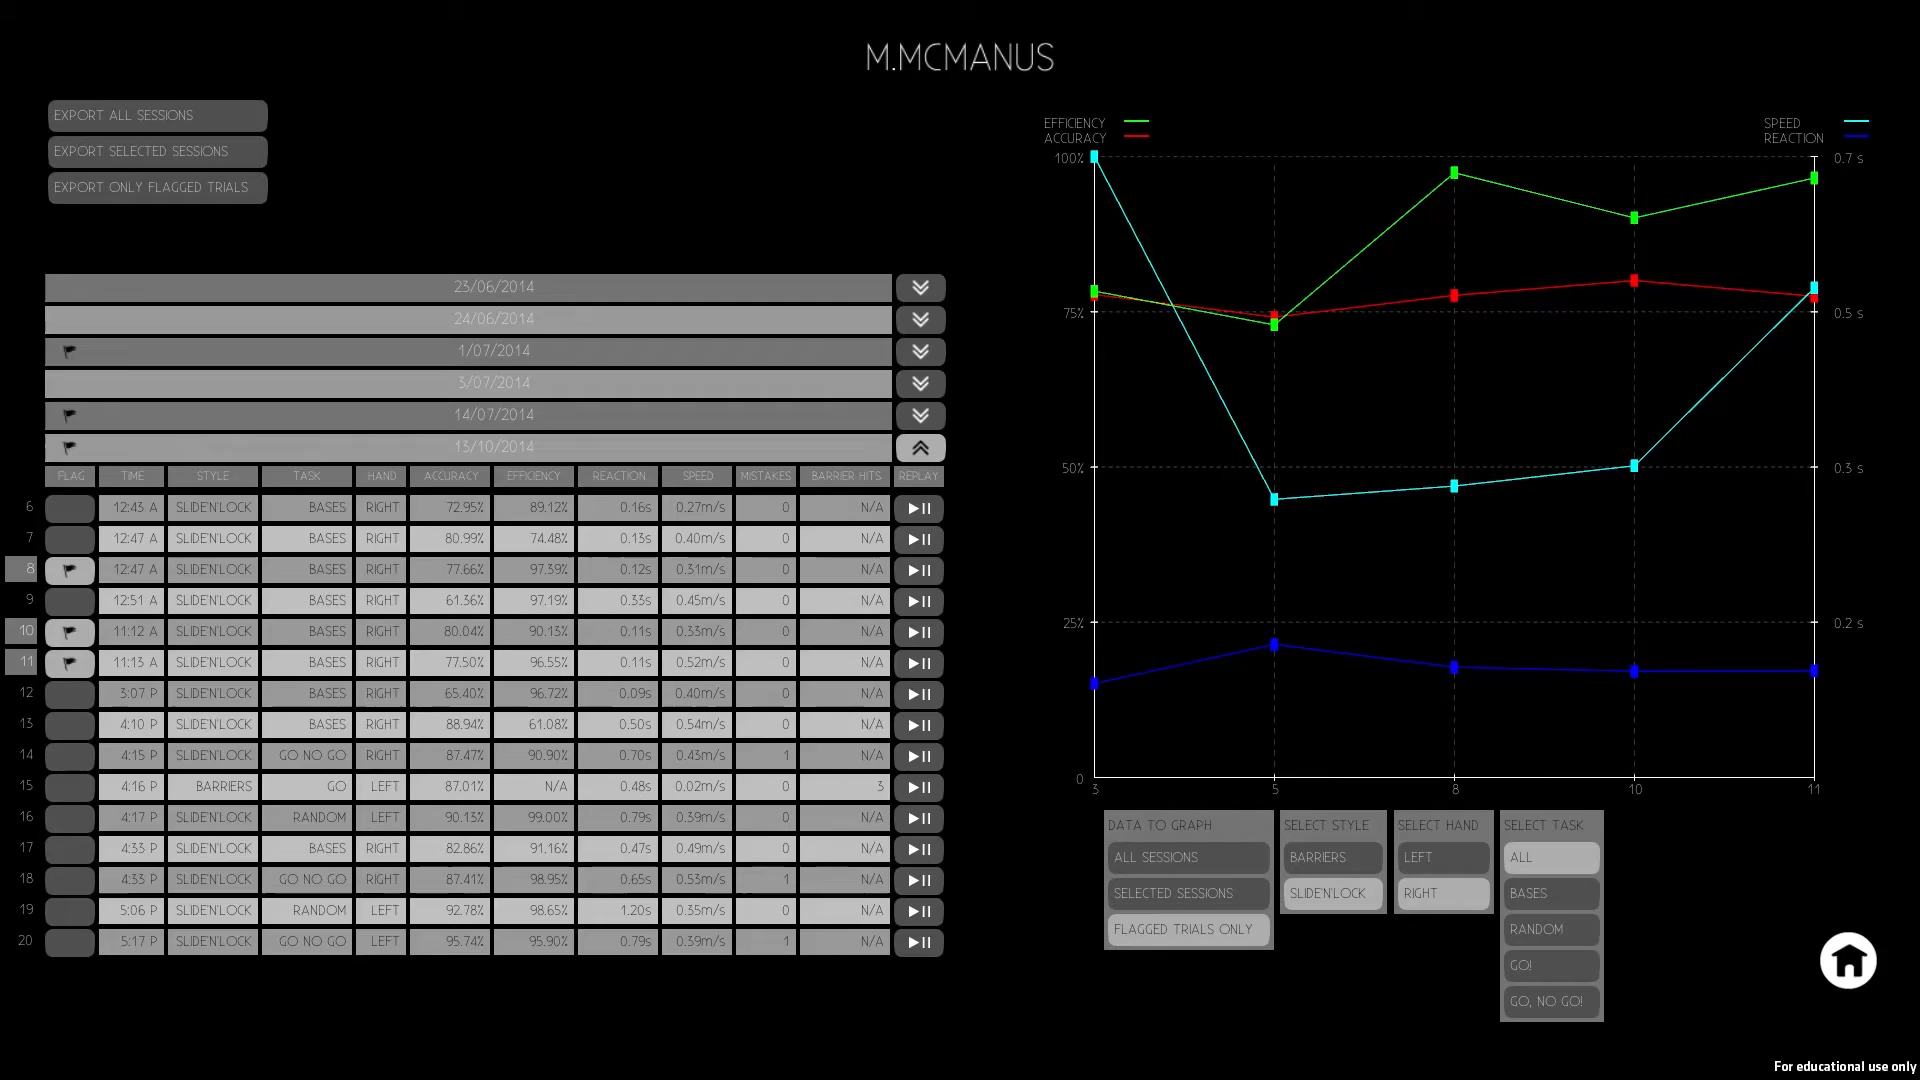 M.MCMANUS
EXPORT ALL SESSIONS
EXPORT SELECTED SESSIONS
EXPORT ONLY FLAGGED TRIALS
23/06/2014
24/06/2014
1/07/2014
3/07/2014
14/07/2014
13/10/2014
FLAG TIME STYLE TASK HAND ACCURACY EFFICIENCY REACTION SPEED MISTAKES BARRIER HITS REPLAY
6 12:43 A SLIDE'N'LOCK BASES RIGHT 72.95% 89.12% 0.16s 0.27m/s 0 N/A
7 12:47 A SLIDE'N'LOCK BASES RIGHT 80.99% 74.48% 0.13s 0.40m/s 0 N/A
8 12:47 A SLIDE'N'LOCK BASES RIGHT 77.66% 97.39% 0.12s 0.31m/s 0 N/A
9 12:51 A SLIDE'N'LOCK BASES RIGHT 61.36% 97.19% 0.33s 0.45m/s 0 N/A
10 11:12 A SLIDE'N'LOCK BASES RIGHT 80.04% 90.13% 0.11s 0.33m/s 0 N/A
11 11:13 A SLIDE'N'LOCK BASES RIGHT 77.50% 96.55% 0.11s 0.52m/s 0 N/A
12 3:07 P SLIDE'N'LOCK BASES RIGHT 65.40% 96.72% 0.09s 0.40m/s 0 N/A
13 4:10 P SLIDE'N'LOCK BASES RIGHT 88.94% 61.08% 0.50s 0.54m/s 0 N/A
14 4:15 P SLIDE'N'LOCK GO NO GO RIGHT 87.47% 90.90% 0.70s 0.43m/s 1 N/A
15 4:16 P BARRIERS GO LEFT 87.01% N/A 0.48s 0.02m/s 0 3
16 4:17 P SLIDE'N'LOCK RANDOM LEFT 90.13% 99.00% 0.79s 0.39m/s 0 N/A
17 4:33 P SLIDE'N'LOCK BASES RIGHT 82.86% 91.16% 0.47s 0.49m/s 0 N/A
18 4:33 P SLIDE'N'LOCK GO NO GO RIGHT 87.41% 98.95% 0.65s 0.53m/s 1 N/A
19 5:06 P SLIDE'N'LOCK RANDOM LEFT 92.78% 98.65% 1.20s 0.35m/s 0 N/A
20 5:17 P SLIDE'N'LOCK GO NO GO LEFT 95.74% 95.90% 0.79s 0.39m/s 1 N/A
EFFICIENCY
ACCURACY
SPEED
REACTION
100% 0.7 s
75% 0.5 s
50% 0.3 s
25% 0.2 s
0
3 5 8 10 11
DATA TO GRAPH
ALL SESSIONS
SELECTED SESSIONS
FLAGGED TRIALS ONLY
SELECT STYLE
BARRIERS
SLIDE'N'LOCK
SELECT HAND
LEFT
RIGHT
SELECT TASK
ALL
BASES
RANDOM
GO!
GO, NO GO!
For educational use only